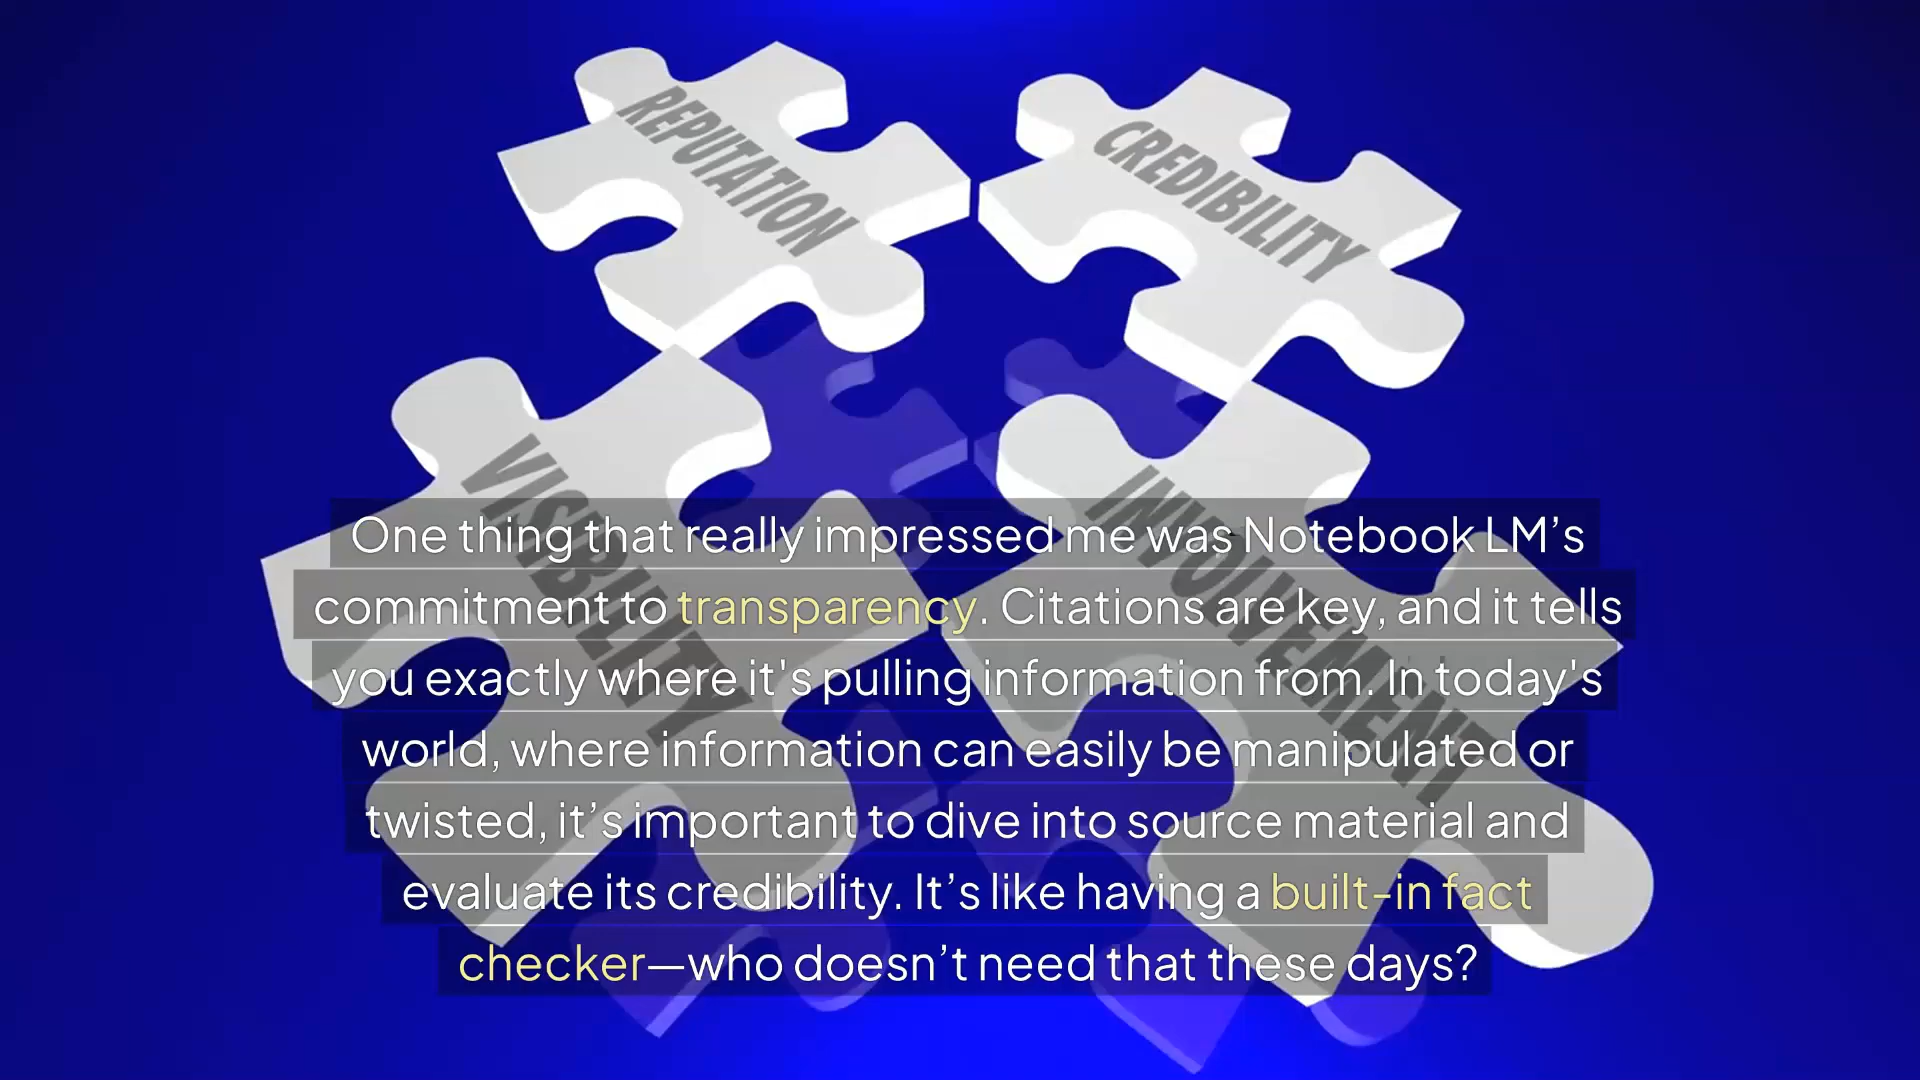 REPUTATION
CREDIBILITY
VISIBILITY
INVOLVEMENT
One thing that really impressed me was Notebook LM’s
commitment to transparency. Citations are key, and it tells
you exactly where it's pulling information from. In today's
world, where information can easily be manipulated or
twisted, it’s important to dive into source material and
evaluate its credibility. It’s like having a built-in fact
checker—who doesn’t need that these days?